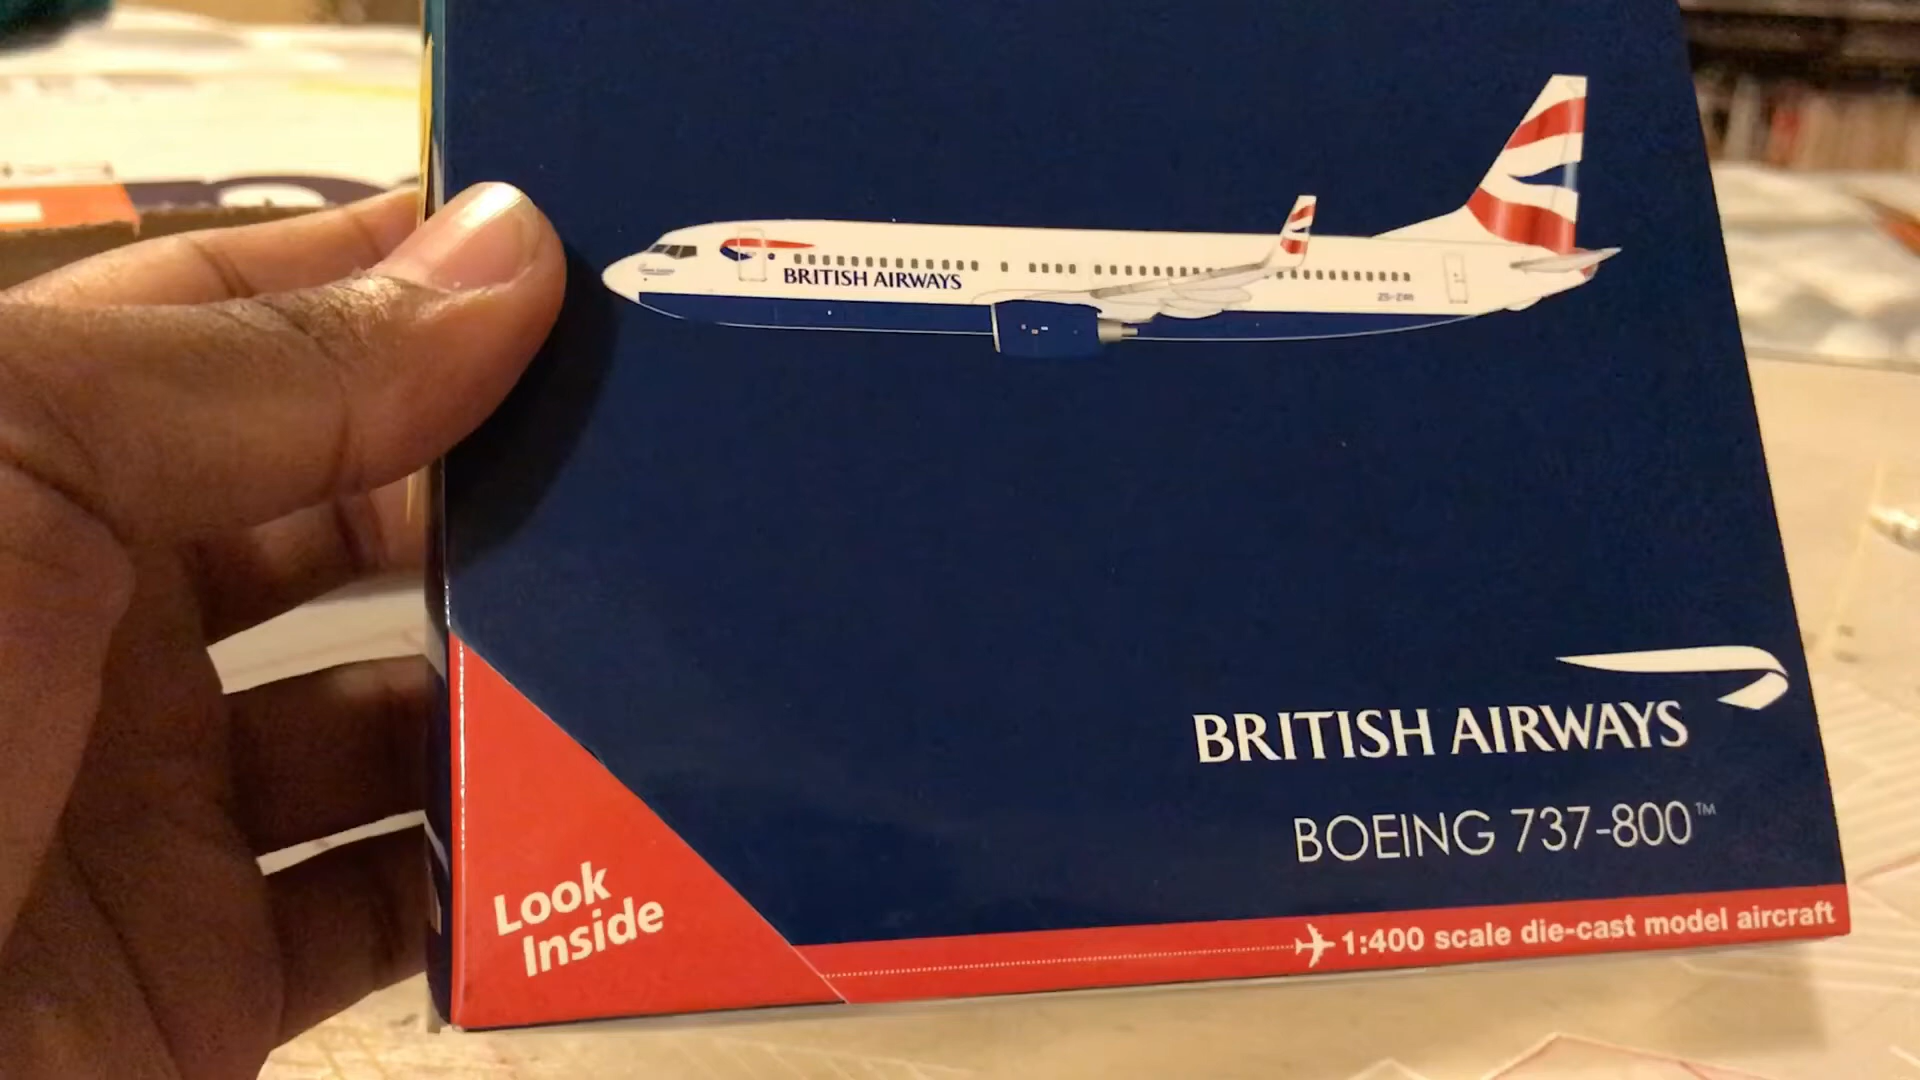 BRITISH AIRWAYS
BRITISH AIRWAYS
BOEING 737-800™
Look
Inside
1:400 scale die-cast model aircraft